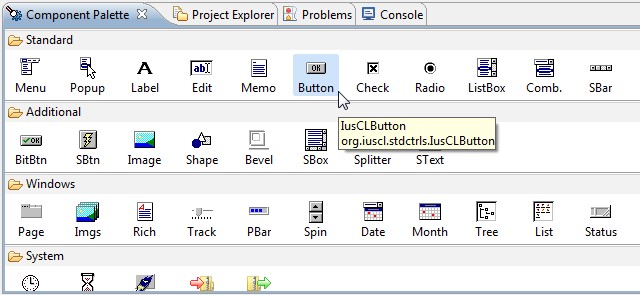 Component Palette Project Explorer Problems Console
Standard
Menu Popup Label Edit Memo Button Check Radio ListBox Comb. SBar
Additional
BitBtn SBtn Image Shape Bevel SBox Splitter SText
IusCLButton
org.iuscl.stdctrls.IusCLButton
Windows
Page Imgs Rich Track PBar Spin Date Month Tree List Status
System